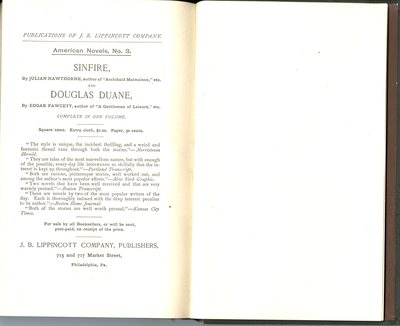 PUBLICATIONS OF J. B. LIPPINCOTT COMPANY.
American Novels, No. 3.
SINFIRE,
By JULIAN HAWTHORNE, author of "Archibald Malmaison," etc.
AND
DOUGLAS DUANE,
By EDGAR FAWCETT, author of "A Gentleman of Leisure," etc.
COMPLETE IN ONE VOLUME.
Square 12mo. Extra cloth, $1.00. Paper, 50 cents.
"The style is unique, the incident thrilling, and a weird and
fantastic thread runs through both the stories."—Norristown
Herald.
"They are tales of the most marvellous nature, but with enough
of the possible, every-day life interwoven so skilfully that the in-
terest is kept up throughout."—Portland Transcript.
"Both are unique, picturesque stories, well worked out, and
among the author's most popular efforts."—New York Graphic.
"Two novels that have been well received and that are very
warmly praised."—Boston Transcript.
"These are novels by two of the most popular writers of the
day. Each is thoroughly imbued with the deep interest peculiar
to its author."—Boston Home Journal.
"Both of the stories are well worth perusal."—Kansas City
Times.
For sale by all Booksellers, or will be sent,
post-paid, on receipt of the price.
J. B. LIPPINCOTT COMPANY, PUBLISHERS,
715 and 717 Market Street,
Philadelphia, Pa.